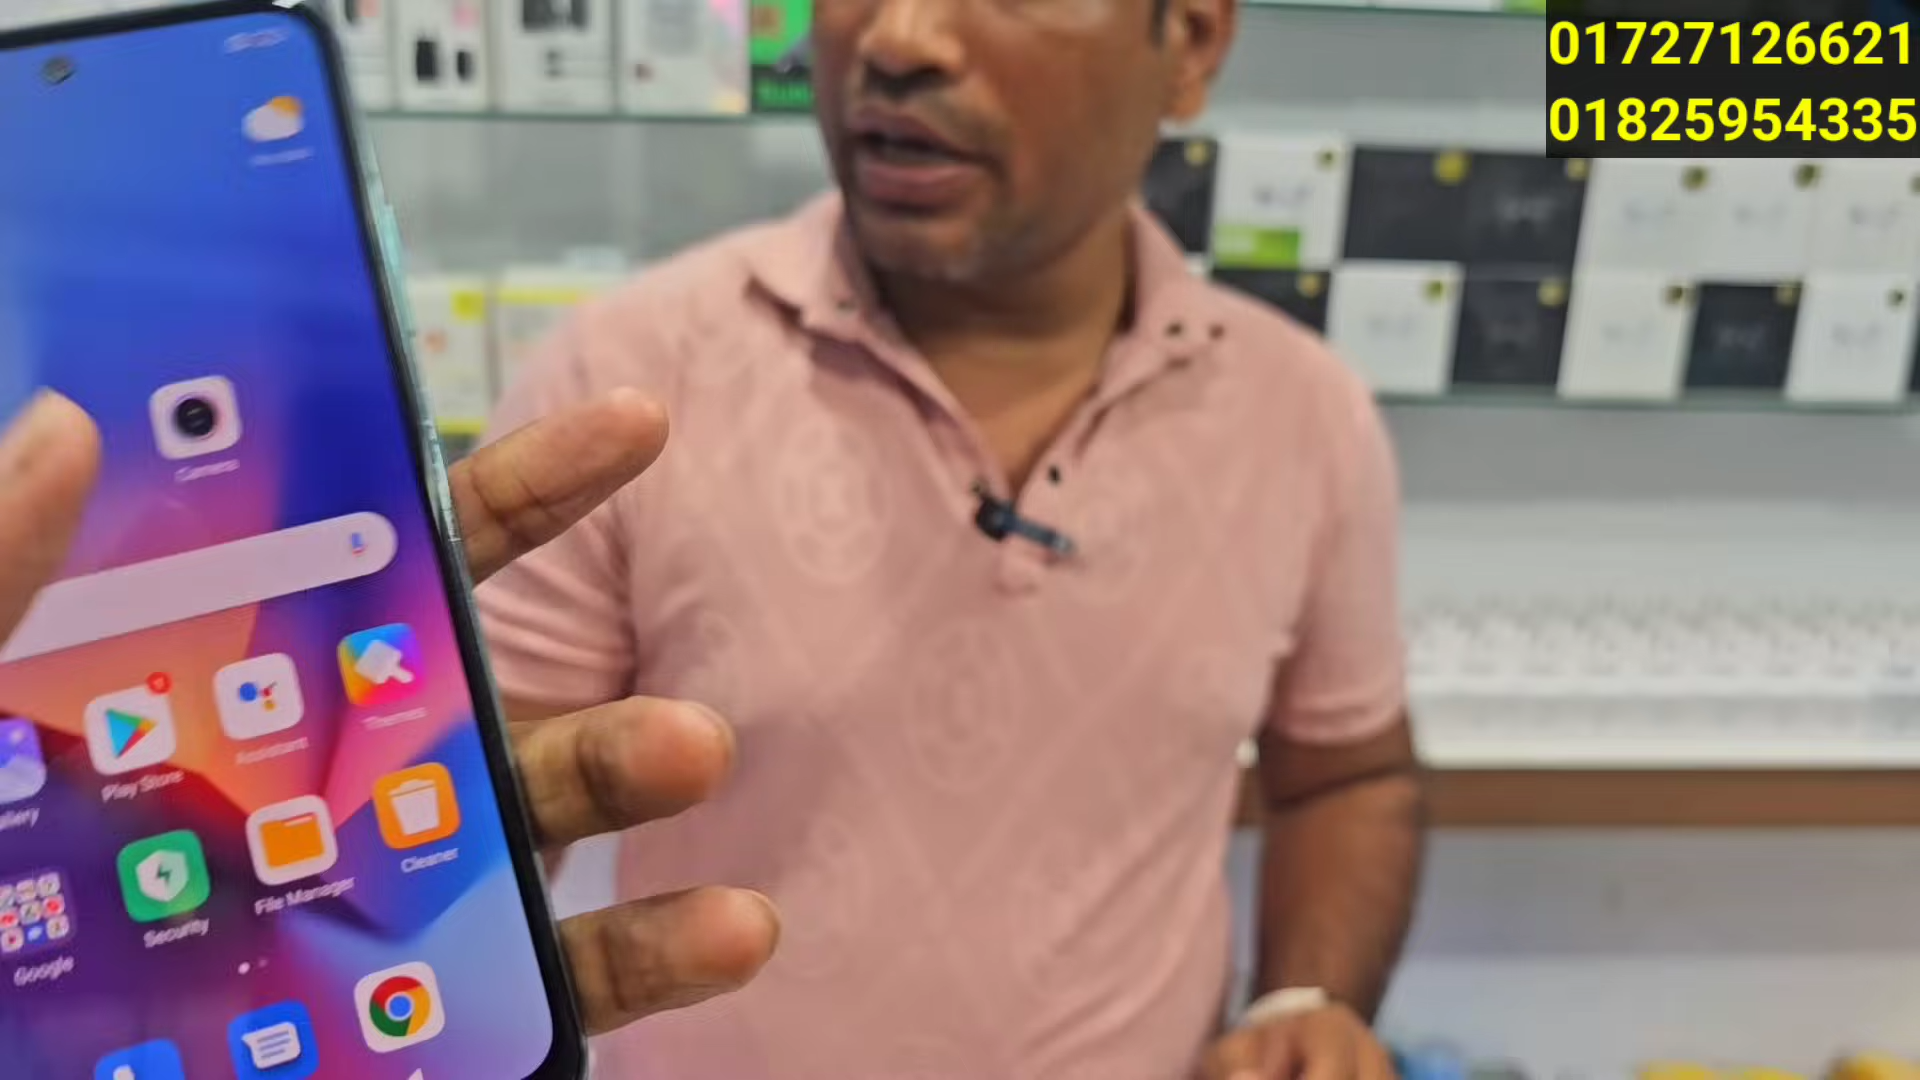 01727126621
01825954335
Camera
Themes
Assistant
Play Store
Cleaner
File Manager
Security
Google